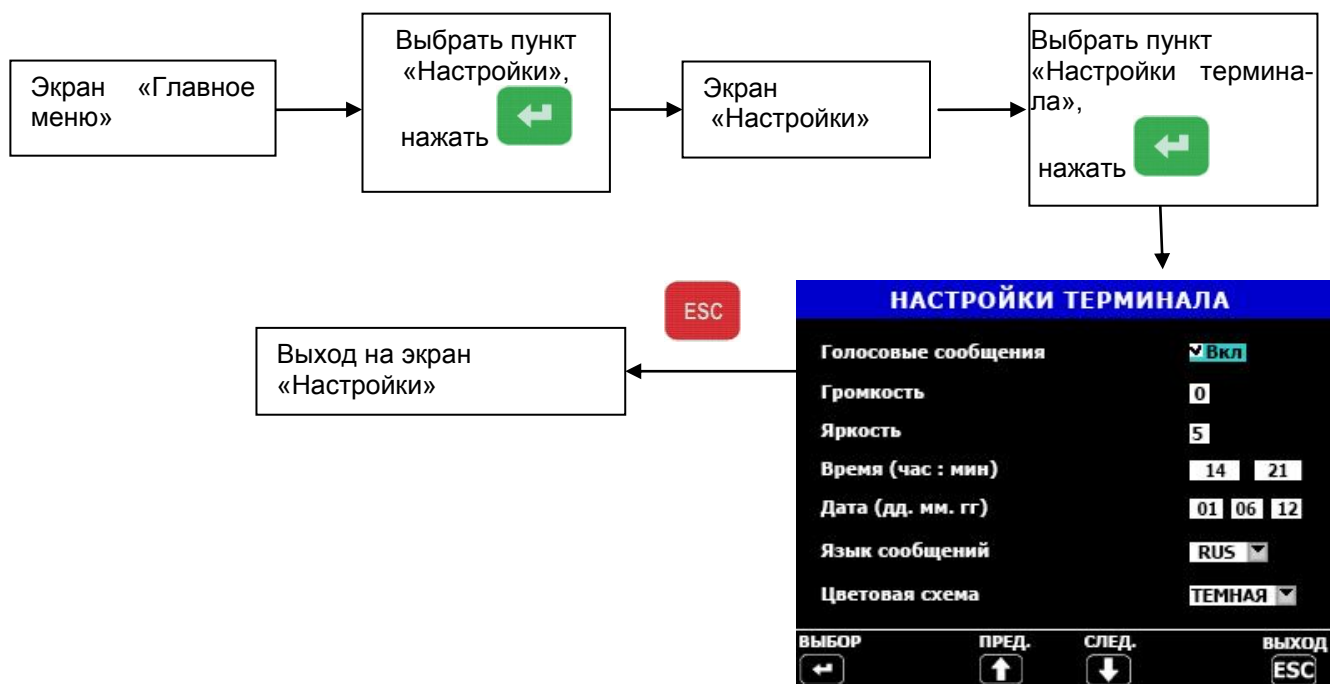 Экран «Главное
меню»
Выбрать пункт
«Настройки»,
нажать
Экран
«Настройки»
Выбрать пункт
«Настройки термина-
ла»,
нажать
ESC
Выход на экран
«Настройки»
НАСТРОЙКИ ТЕРМИНАЛА
Голосовые сообщения Вкл
Громкость 0
Яркость 5
Время (час : мин) 14 21
Дата (дд. мм. гг) 01 06 12
Язык сообщений RUS
Цветовая схема ТЕМНАЯ
ВЫБОР ПРЕД. СЛЕД. ВЫХОД
ESC